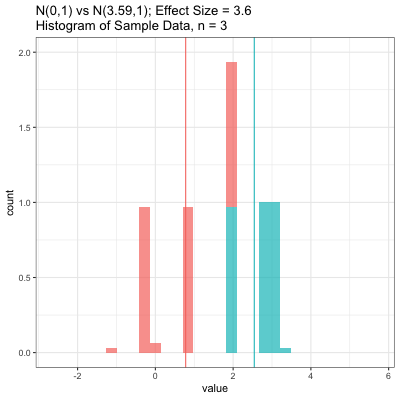 N(0,1) vs N(3.59,1); Effect Size = 3.6
Histogram of Sample Data, n = 3
2.0
1.5
1.0
0.5
0.0
count
-2 0 2 4 6
value